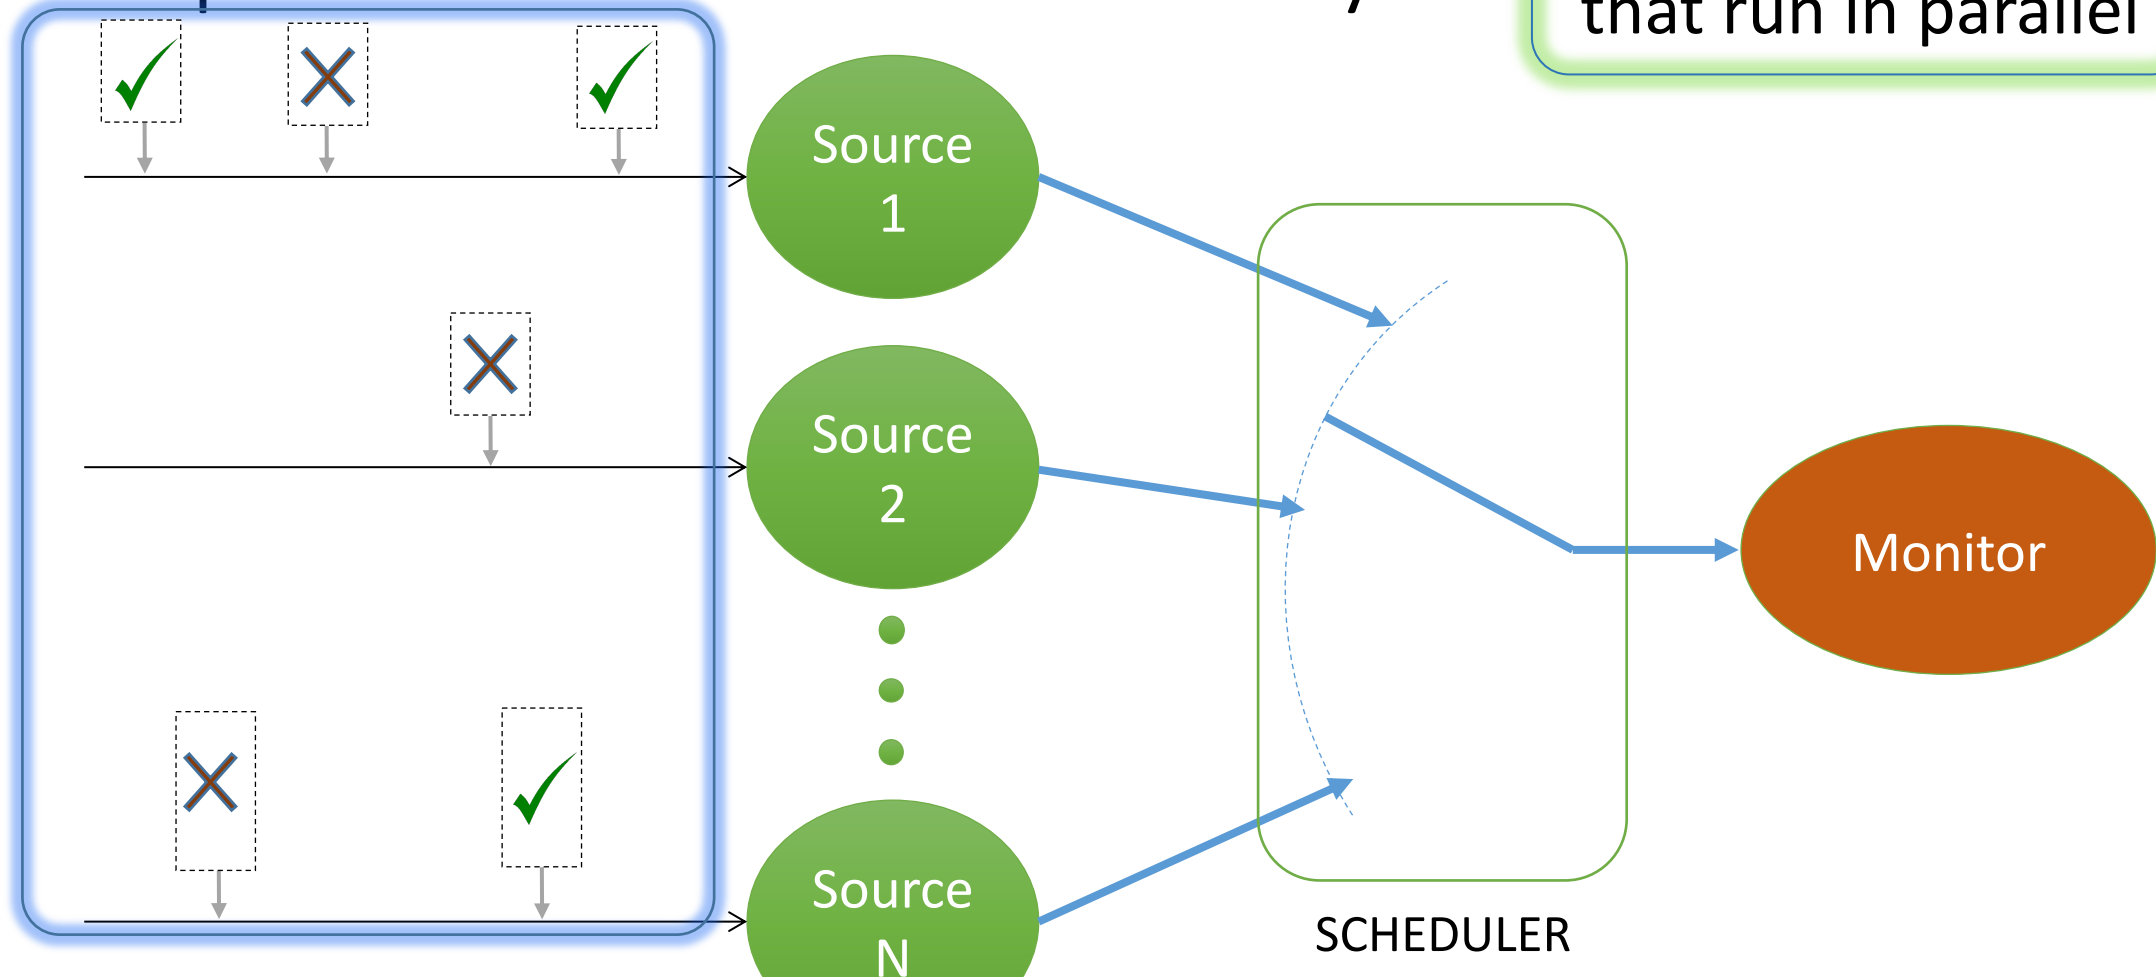 that run in parallel
Source
1
Source
2
Monitor
Source
N
SCHEDULER